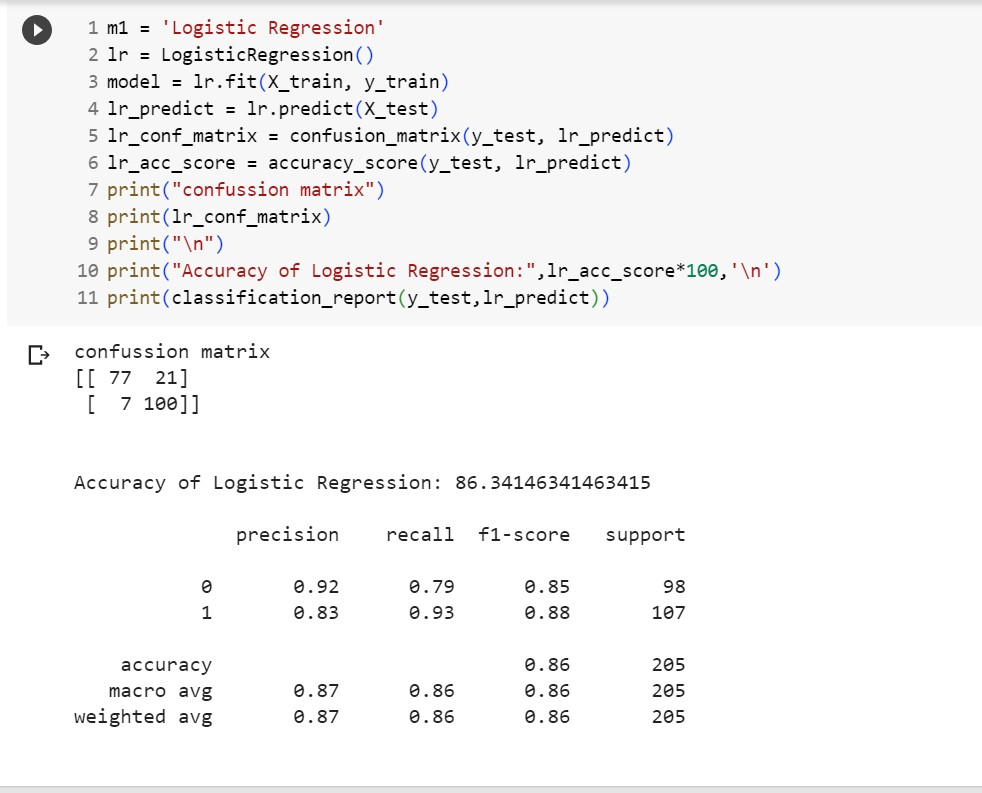 1 m1 = 'Logistic Regression'
2 lr = LogisticRegression()
3 model = lr.fit(X_train, y_train)
4 lr_predict = lr.predict(X_test)
5 lr_conf_matrix = confusion_matrix(y_test, lr_predict)
6 lr_acc_score = accuracy_score(y_test, lr_predict)
7 print("confussion matrix")
8 print(lr_conf_matrix)
9 print("\n")
10 print("Accuracy of Logistic Regression:",lr_acc_score*100,'\n')
11 print(classification_report(y_test,lr_predict))
confussion matrix
[[ 77  21]
 [  7 100]]
Accuracy of Logistic Regression: 86.34146341463415
              precision    recall  f1-score   support
           0       0.92      0.79      0.85        98
           1       0.83      0.93      0.88       107
    accuracy                           0.86       205
   macro avg       0.87      0.86      0.86       205
weighted avg       0.87      0.86      0.86       205